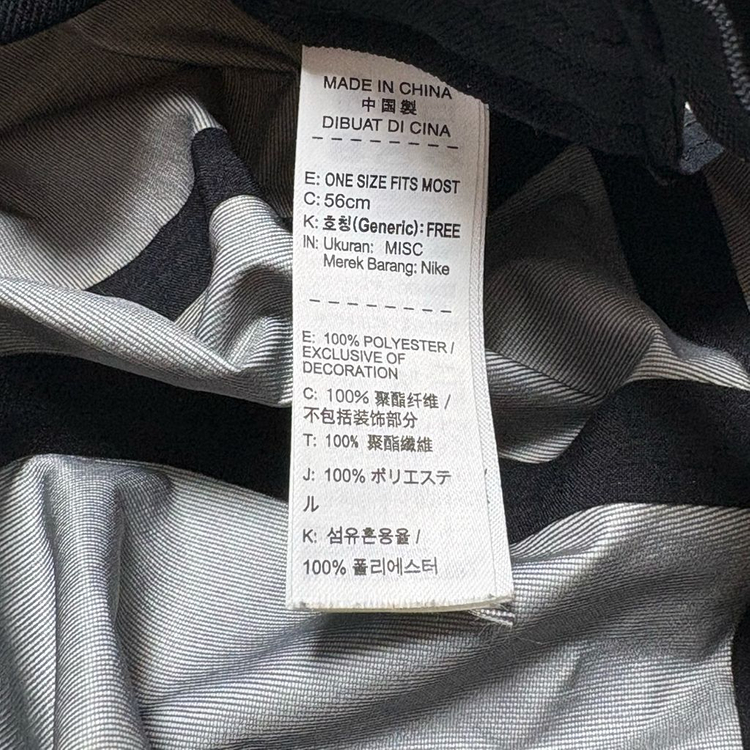 MADE IN CHINA
中国製
DIBUAT DI CINA
E: ONE SIZE FITS MOST
C: 56cm
K: 호칭(Generic): FREE
IN: Ukuran: MISC
Merek Barang: Nike
E: 100% POLYESTER /
EXCLUSIVE OF
DECORATION
C: 100% 聚酯纤维 /
不包括装饰部分
T: 100% 聚酯纖維
J: 100% ポリエステ
ル
K: 섬유혼용율 /
100% 폴리에스터